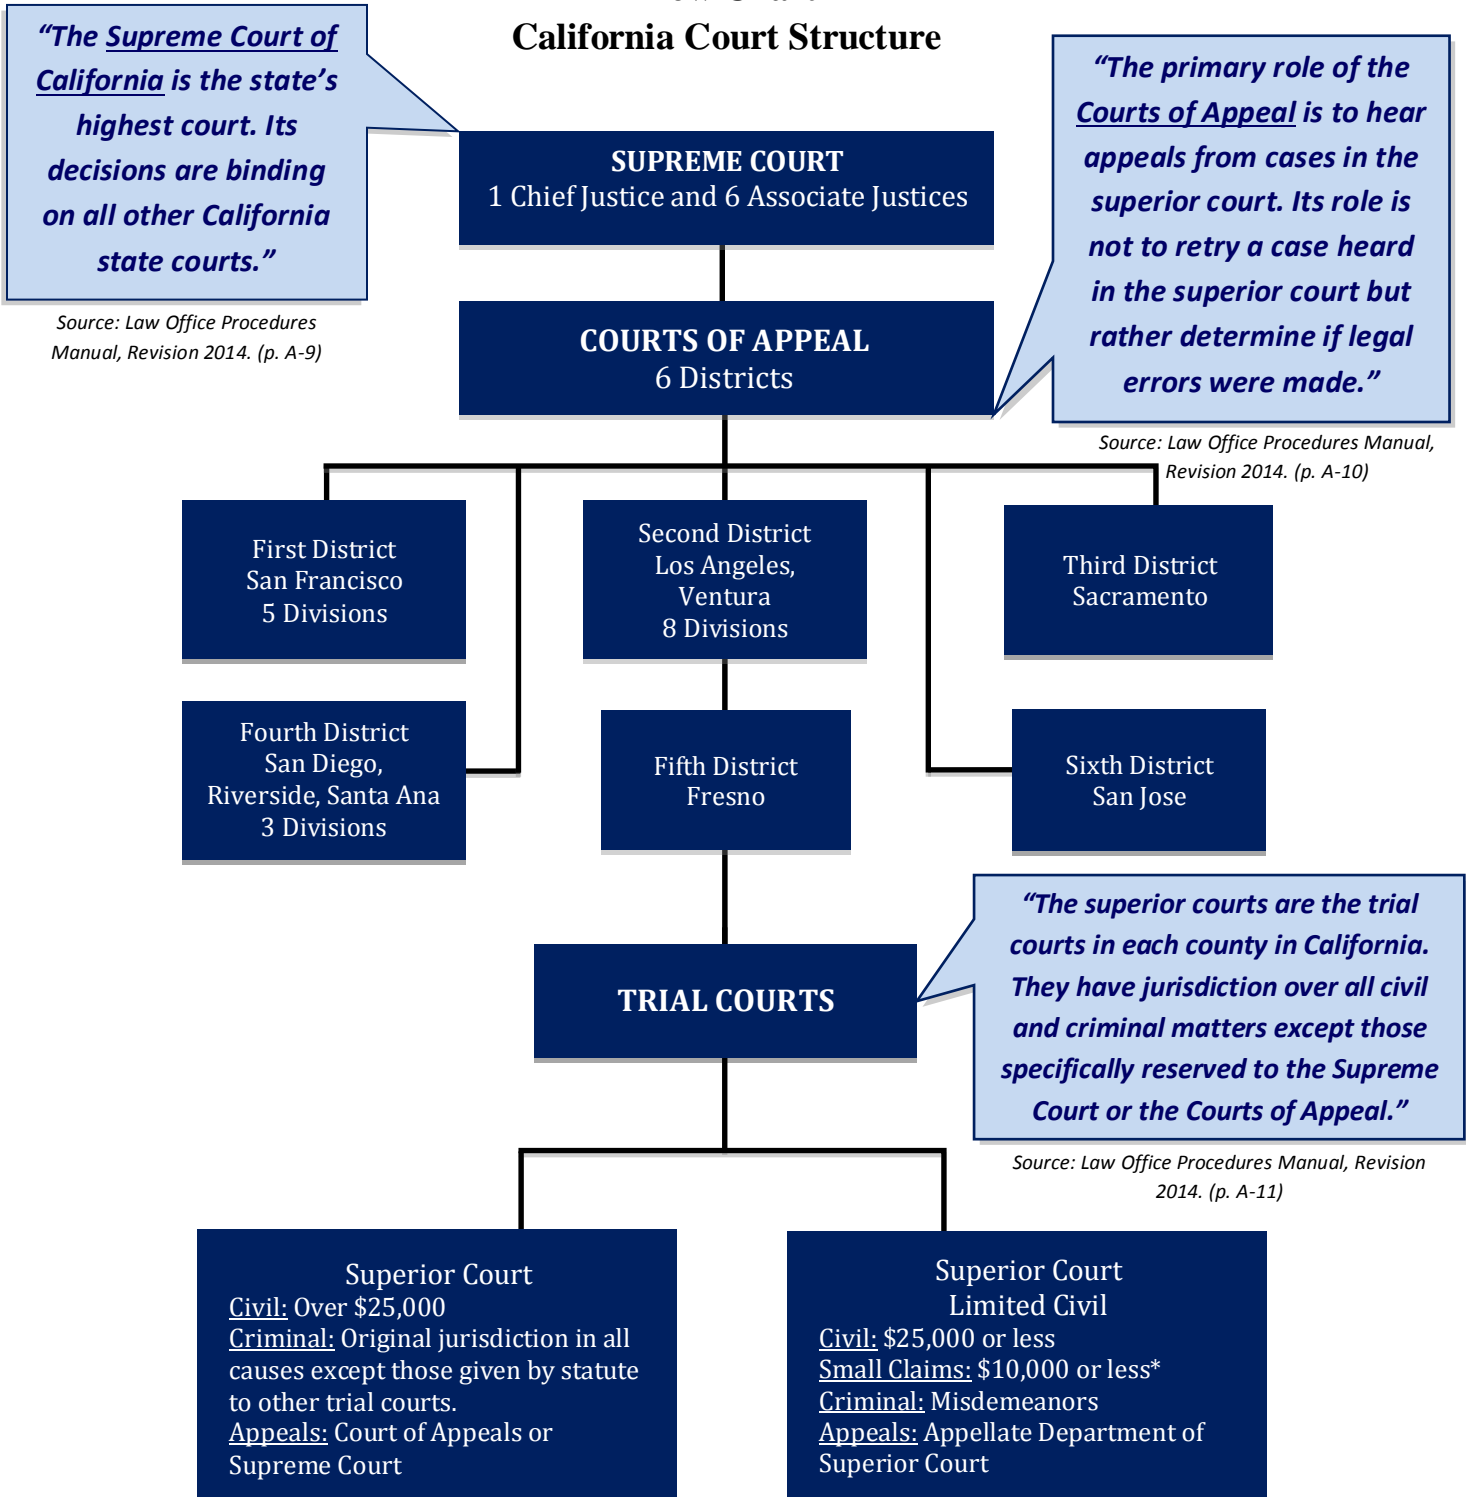 California Court Structure
“The Supreme Court of
California is the state’s
highest court. Its
decisions are binding
on all other California
state courts.”
Source: Law Office Procedures
Manual, Revision 2014. (p. A-9)
SUPREME COURT
1 Chief Justice and 6 Associate Justices
“The primary role of the
Courts of Appeal is to hear
appeals from cases in the
superior court. Its role is
not to retry a case heard
in the superior court but
rather determine if legal
errors were made.”
Source: Law Office Procedures Manual,
Revision 2014. (p. A-10)
COURTS OF APPEAL
6 Districts
First District
San Francisco
5 Divisions
Second District
Los Angeles,
Ventura
8 Divisions
Third District
Sacramento
Fourth District
San Diego,
Riverside, Santa Ana
3 Divisions
Fifth District
Fresno
Sixth District
San Jose
TRIAL COURTS
“The superior courts are the trial
courts in each county in California.
They have jurisdiction over all civil
and criminal matters except those
specifically reserved to the Supreme
Court or the Courts of Appeal.”
Source: Law Office Procedures Manual, Revision
2014. (p. A-11)
Superior Court
Civil: Over $25,000
Criminal: Original jurisdiction in all
causes except those given by statute
to other trial courts.
Appeals: Court of Appeals or
Supreme Court
Superior Court
Limited Civil
Civil: $25,000 or less
Small Claims: $10,000 or less*
Criminal: Misdemeanors
Appeals: Appellate Department of
Superior Court